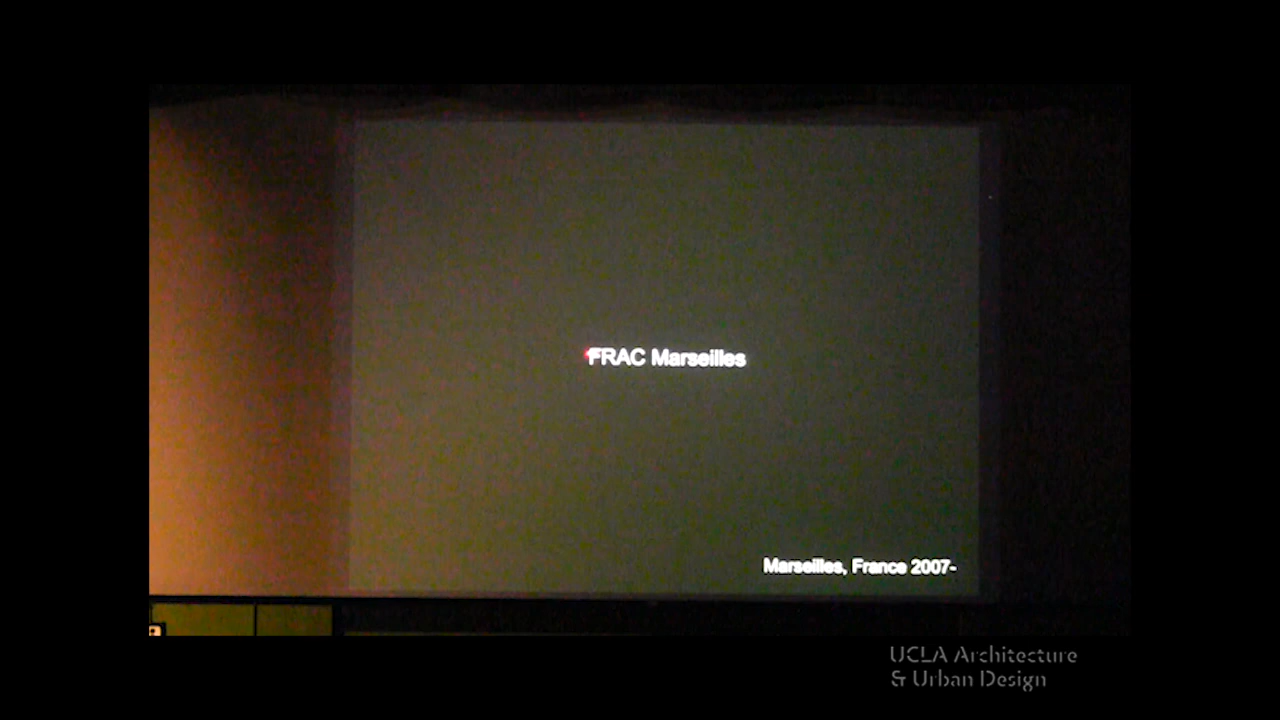 FRAC Marseilles
Marseilles, France 2007-
UCLA Architecture
& Urban Design